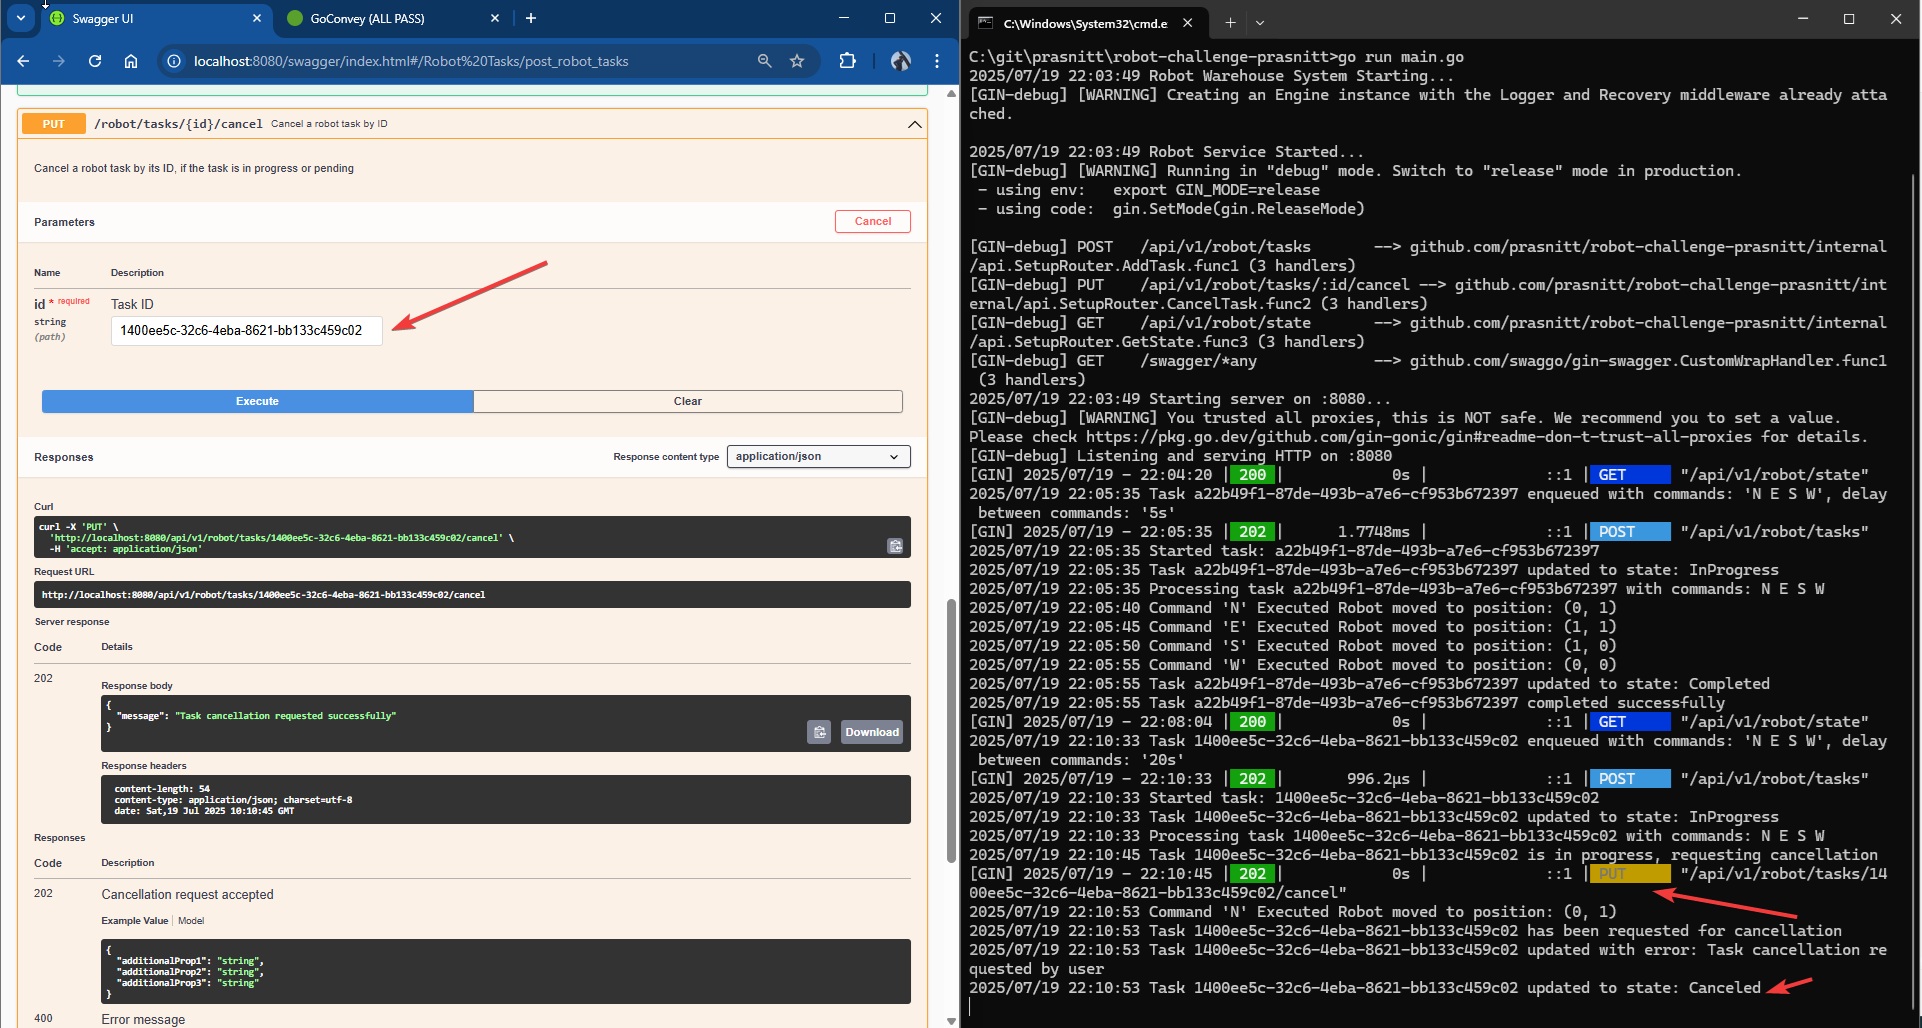 Swagger UI
GoConvey (ALL PASS)
localhost:8080/swagger/index.html#/Robot%20Tasks/post_robot_tasks
PUT /robot/tasks/{id}/cancel Cancel a robot task by ID
Cancel a robot task by its ID, if the task is in progress or pending
Parameters
Cancel
Name Description
id * required Task ID
string
(path)
1400ee5c-32c6-4eba-8621-bb133c459c02
Execute Clear
Responses
Response content type
application/json
Curl
curl -X 'PUT' \
'http://localhost:8080/api/v1/robot/tasks/1400ee5c-32c6-4eba-8621-bb133c459c02/cancel' \
-H 'accept: application/json'
Request URL
http://localhost:8080/api/v1/robot/tasks/1400ee5c-32c6-4eba-8621-bb133c459c02/cancel
Server response
Code Details
202
Response body
{
"message": "Task cancellation requested successfully"
}
Download
Response headers
content-length: 54
content-type: application/json; charset=utf-8
date: Sat,19 Jul 2025 10:10:45 GMT
Responses
Code Description
202 Cancellation request accepted
Example Value Model
{
"additionalProp1": "string",
"additionalProp2": "string",
"additionalProp3": "string"
}
400 Error message
C:\Windows\System32\cmd.e
C:\git\prasnitt\robot-challenge-prasnitt>go run main.go
2025/07/19 22:03:49 Robot Warehouse System Starting...
[GIN-debug] [WARNING] Creating an Engine instance with the Logger and Recovery middleware already atta
ched.
2025/07/19 22:03:49 Robot Service Started...
[GIN-debug] [WARNING] Running in "debug" mode. Switch to "release" mode in production.
- using env: export GIN_MODE=release
- using code: gin.SetMode(gin.ReleaseMode)
[GIN-debug] POST /api/v1/robot/tasks --> github.com/prasnitt/robot-challenge-prasnitt/internal
/api.SetupRouter.AddTask.func1 (3 handlers)
[GIN-debug] PUT /api/v1/robot/tasks/:id/cancel --> github.com/prasnitt/robot-challenge-prasnitt/int
ernal/api.SetupRouter.CancelTask.func2 (3 handlers)
[GIN-debug] GET /api/v1/robot/state --> github.com/prasnitt/robot-challenge-prasnitt/internal
/api.SetupRouter.GetState.func3 (3 handlers)
[GIN-debug] GET /swagger/*any --> github.com/swaggo/gin-swagger.CustomWrapHandler.func1
(3 handlers)
2025/07/19 22:03:49 Starting server on :8080...
[GIN-debug] [WARNING] You trusted all proxies, this is NOT safe. We recommend you to set a value.
Please check https://pkg.go.dev/github.com/gin-gonic/gin#readme-don-t-trust-all-proxies for details.
[GIN-debug] Listening and serving HTTP on :8080
[GIN] 2025/07/19 - 22:04:20 | 200 | 0s | ::1 | GET "/api/v1/robot/state"
2025/07/19 22:05:35 Task a22b49f1-87de-493b-a7e6-cf953b672397 enqueued with commands: 'N E S W', delay
between commands: '5s'
[GIN] 2025/07/19 - 22:05:35 | 202 | 1.7748ms | ::1 | POST "/api/v1/robot/tasks"
2025/07/19 22:05:35 Started task: a22b49f1-87de-493b-a7e6-cf953b672397
2025/07/19 22:05:35 Task a22b49f1-87de-493b-a7e6-cf953b672397 updated to state: InProgress
2025/07/19 22:05:35 Processing task a22b49f1-87de-493b-a7e6-cf953b672397 with commands: N E S W
2025/07/19 22:05:40 Command 'N' Executed Robot moved to position: (0, 1)
2025/07/19 22:05:45 Command 'E' Executed Robot moved to position: (1, 1)
2025/07/19 22:05:50 Command 'S' Executed Robot moved to position: (1, 0)
2025/07/19 22:05:55 Command 'W' Executed Robot moved to position: (0, 0)
2025/07/19 22:05:55 Task a22b49f1-87de-493b-a7e6-cf953b672397 updated to state: Completed
2025/07/19 22:05:55 Task a22b49f1-87de-493b-a7e6-cf953b672397 completed successfully
[GIN] 2025/07/19 - 22:08:04 | 200 | 0s | ::1 | GET "/api/v1/robot/state"
2025/07/19 22:10:33 Task 1400ee5c-32c6-4eba-8621-bb133c459c02 enqueued with commands: 'N E S W', delay
between commands: '20s'
[GIN] 2025/07/19 - 22:10:33 | 202 | 996.2µs | ::1 | POST "/api/v1/robot/tasks"
2025/07/19 22:10:33 Started task: 1400ee5c-32c6-4eba-8621-bb133c459c02
2025/07/19 22:10:33 Task 1400ee5c-32c6-4eba-8621-bb133c459c02 updated to state: InProgress
2025/07/19 22:10:33 Processing task 1400ee5c-32c6-4eba-8621-bb133c459c02 with commands: N E S W
2025/07/19 22:10:45 Task 1400ee5c-32c6-4eba-8621-bb133c459c02 is in progress, requesting cancellation
[GIN] 2025/07/19 - 22:10:45 | 202 | 0s | ::1 | PUT "/api/v1/robot/tasks/14
00ee5c-32c6-4eba-8621-bb133c459c02/cancel"
2025/07/19 22:10:53 Command 'N' Executed Robot moved to position: (0, 1)
2025/07/19 22:10:53 Task 1400ee5c-32c6-4eba-8621-bb133c459c02 has been requested for cancellation
2025/07/19 22:10:53 Task 1400ee5c-32c6-4eba-8621-bb133c459c02 updated with error: Task cancellation re
quested by user
2025/07/19 22:10:53 Task 1400ee5c-32c6-4eba-8621-bb133c459c02 updated to state: Canceled